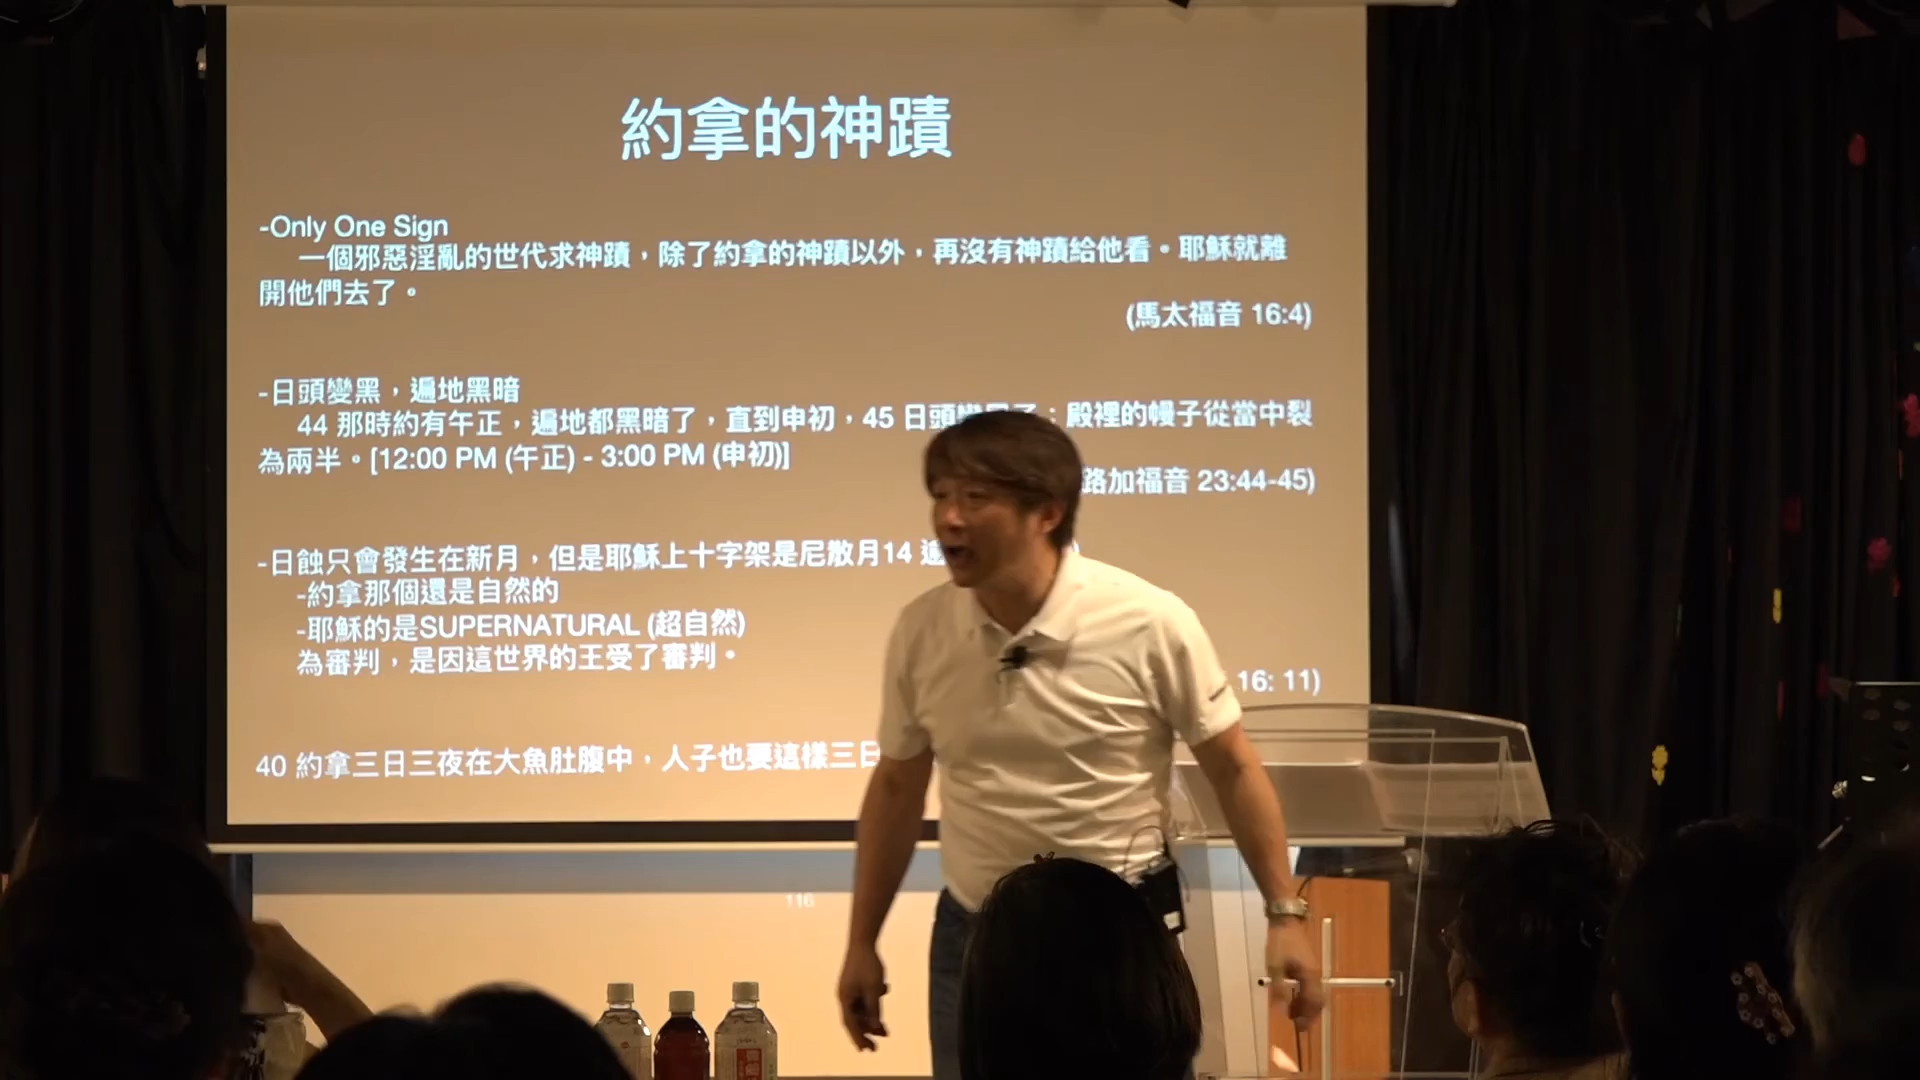 約拿的神蹟
-Only One Sign
一個邪惡淫亂的世代求神蹟，除了約拿的神蹟以外，再沒有神蹟給他看。耶穌就離
開他們去了。
(馬太福音 16:4)
-日頭變黑，遍地黑暗
44 那時約有午正，遍地都黑暗了，直到申初，45 日頭變 ；殿裡的幔子從當中裂
為兩半。[12:00 PM (午正) - 3:00 PM (申初)]
路加福音 23:44-45)
-日蝕只會發生在新月，但是耶穌上十字架是尼散月14
-約拿那個還是自然的
-耶穌的是SUPERNATURAL (超自然)
為審判，是因這世界的王受了審判。
16: 11)
40 約拿三日三夜在大魚肚腹中，人子也要這樣三日
116